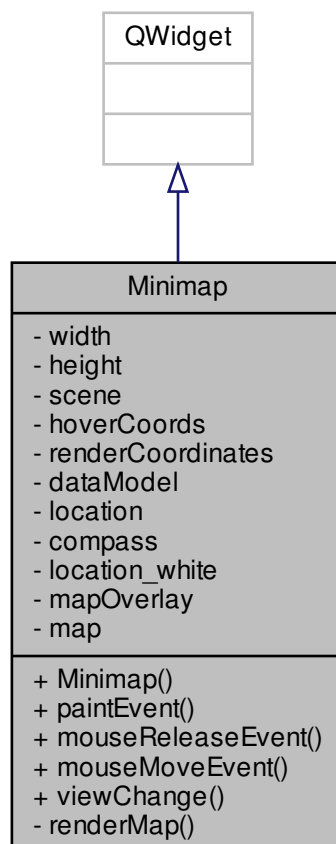 QWidget
Minimap
- width
- height
- scene
- hoverCoords
- renderCoordinates
- dataModel
- location
- compass
- location_white
- mapOverlay
- map
+ Minimap()
+ paintEvent()
+ mouseReleaseEvent()
+ mouseMoveEvent()
+ viewChange()
- renderMap()